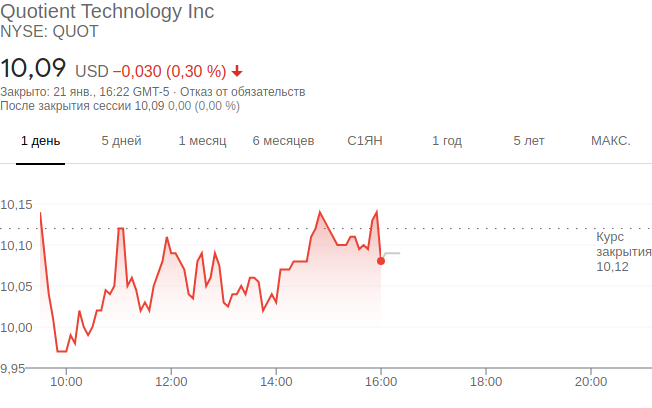 Quotient Technology Inc
NYSE: QUOT
10,09 USD −0,030 (0,30 %)
Закрыто: 21 янв., 16:22 GMT-5 · Отказ от обязательств
После закрытия сессии 10,09 0,00 (0,00 %)
1 день 5 дней 1 месяц 6 месяцев С1ЯН 1 год 5 лет МАКС.
10,15
10,10
10,05
10,00
9,95
Курс
закрытия
10,12
10:00 12:00 14:00 16:00 18:00 20:00